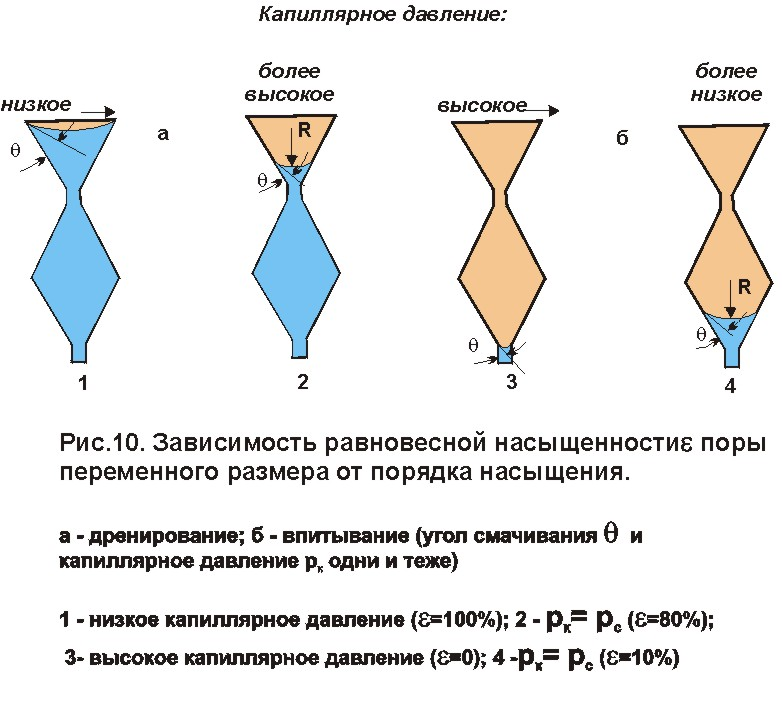 Капиллярное давление:
низкое
а
более
высокое
высокое
б
более
низкое
θ
R
θ
θ
R
θ
1
2
3
4
Рис.10. Зависимость равновесной насыщенностиε поры
переменного размера от порядка насыщения.
а - дренирование; б - впитывание (угол смачивания θ и
капиллярное давление pк одни и теже)
1 - низкое капиллярное давление (ε=100%); 2 - pк= pc (ε=80%);
3- высокое капиллярное давление (ε=0); 4 -pк= pc (ε=10%)